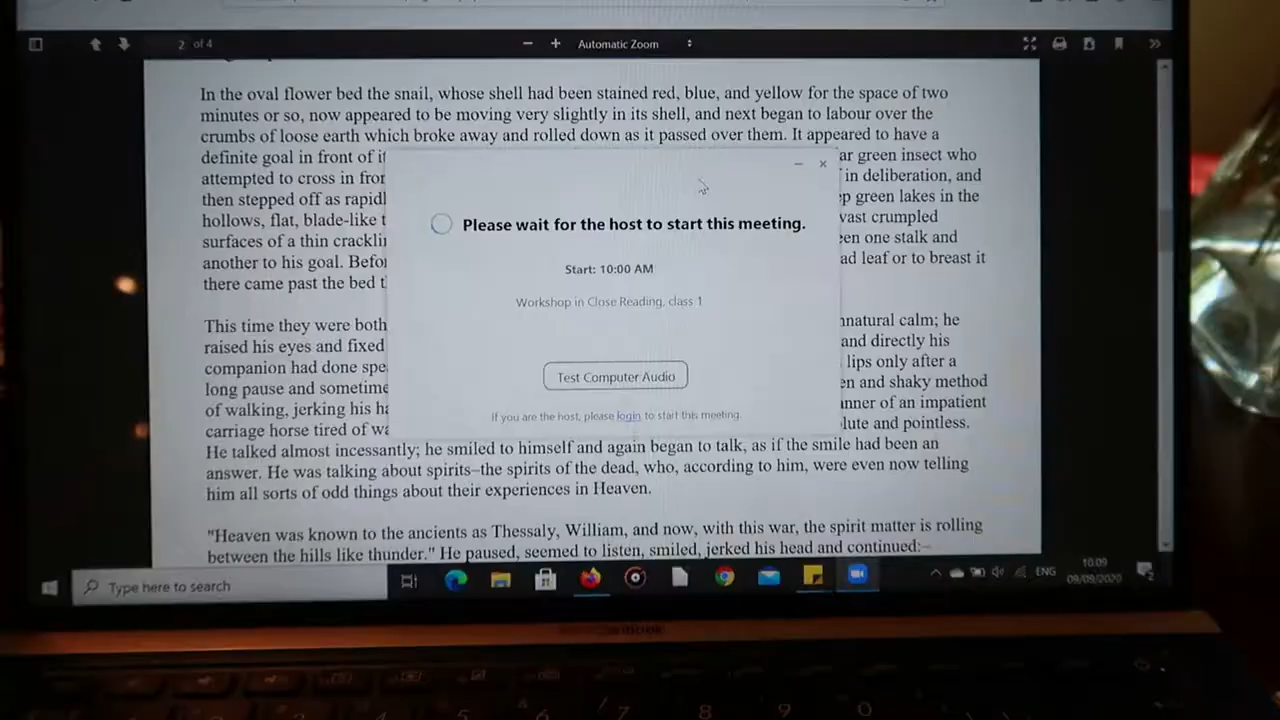 2 of 4
Automatic Zoom
In the oval flower bed the snail, whose shell had been stained red, blue, and yellow for the space of two
minutes or so, now appeared to be moving very slightly in its shell, and next began to labour over the
crumbs of loose earth which broke away and rolled down as it passed over them. It appeared to have a
definite goal in front of it
ar green insect who
attempted to cross in fron
in deliberation, and
then stepped off as rapidl
ep green lakes in the
hollows, flat, blade-like t
vast crumpled
surfaces of a thin cracklin
een one stalk and
another to his goal. Befor
ad leaf or to breast it
there came past the bed t
Please wait for the host to start this meeting.
Start: 10:00 AM
Workshop in Close Reading, class 1
Test Computer Audio
If you are the host, please login to start this meeting.
This time they were both
nnatural calm; he
raised his eyes and fixed
and directly his
companion had done spe
lips only after a
long pause and sometime
en and shaky method
of walking, jerking his ha
anner of an impatient
carriage horse tired of wa
lute and pointless.
He talked almost incessantly; he smiled to himself and again began to talk, as if the smile had been an
answer. He was talking about spirits—the spirits of the dead, who, according to him, were even now telling
him all sorts of odd things about their experiences in Heaven.
"Heaven was known to the ancients as Thessaly, William, and now, with this war, the spirit matter is rolling
between the hills like thunder." He paused, seemed to listen, smiled, jerked his head and continued:—
Type here to search
ENG
10:09
09/09/2020
5
6
7
8
9
0